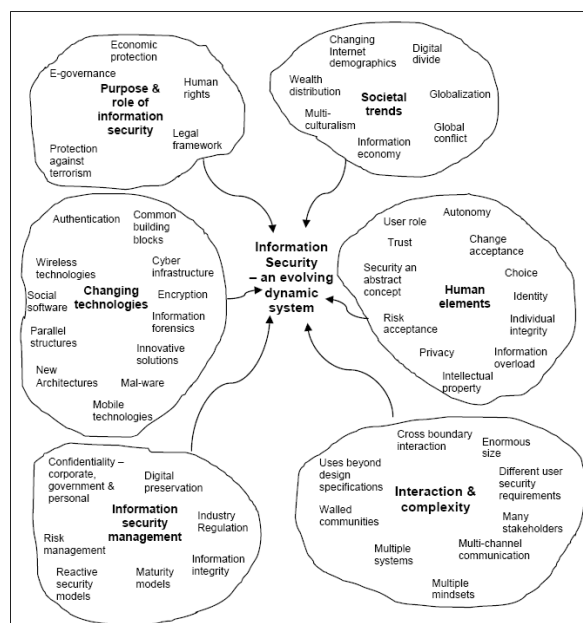 Economic
protection
E-governance
Purpose &
role of
information
security
Human
rights
Legal
framework
Protection
against
terrorism
Changing
Internet
demographics
Digital
divide
Wealth
distribution
Societal
trends
Globalization
Multi-
culturalism
Information
economy
Global
conflict
Information
Security
– an evolving
dynamic
system
Authentication
Common
building
blocks
Wireless
technologies
Cyber
infrastructure
Changing
technologies
Social
software
Encryption
Parallel
structures
Information
forensics
Innovative
solutions
New
Architectures
Mal-ware
Mobile
technologies
User role
Autonomy
Trust
Change
acceptance
Security an
abstract
concept
Human
elements
Choice
Identity
Risk
acceptance
Individual
integrity
Privacy
Information
overload
Intellectual
property
Confidentiality –
corporate,
government &
personal
Digital
preservation
Information
security
management
Industry
Regulation
Risk
management
Information
integrity
Reactive
security
models
Maturity
models
Cross boundary
interaction
Enormous
size
Uses beyond
design
specifications
Interaction &
complexity
Different user
security
requirements
Walled
communities
Many
stakeholders
Multiple
systems
Multi-channel
communication
Multiple
mindsets